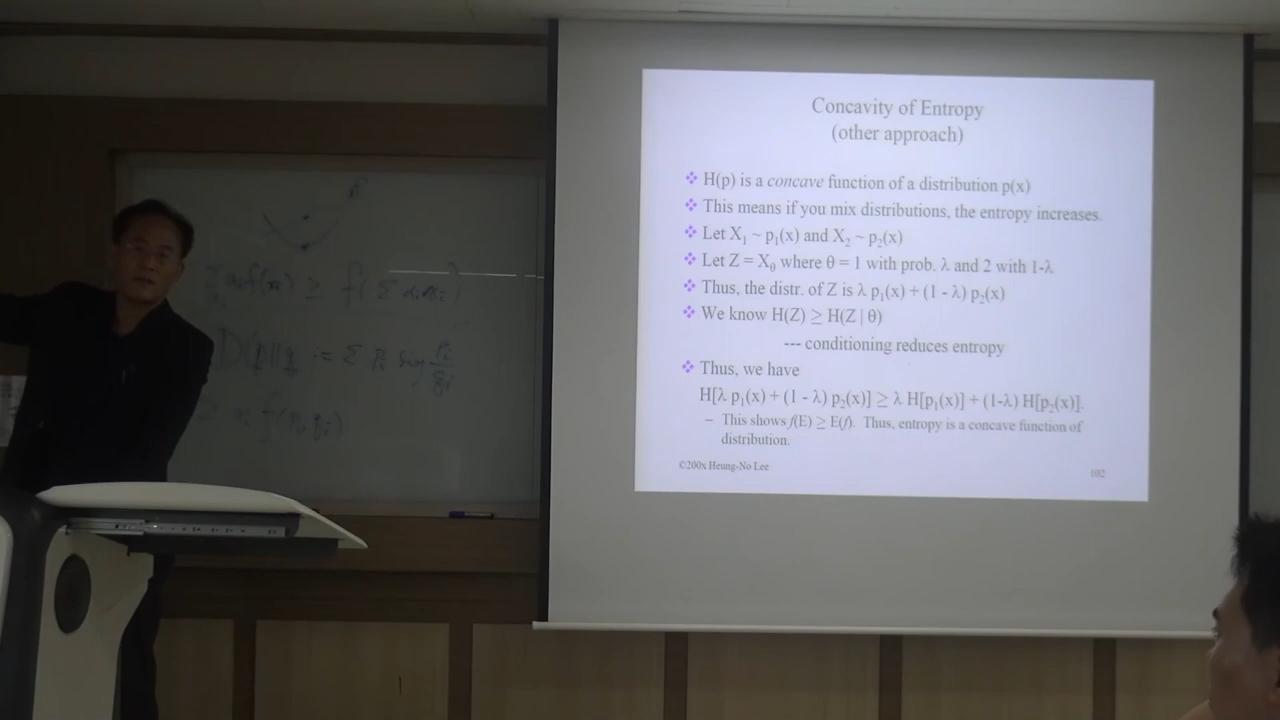 Σ αᵢf(xᵢ) ≥ f(Σ αᵢxᵢ)
D(p||q) := Σ pᵢ log pᵢ/qᵢ
Concavity of Entropy
(other approach)
❖ H(p) is a concave function of a distribution p(x)
❖ This means if you mix distributions, the entropy increases.
❖ Let X₁ ~ p₁(x) and X₂ ~ p₂(x)
❖ Let Z = X_θ where θ = 1 with prob. λ and 2 with 1-λ
❖ Thus, the distr. of Z is λ p₁(x) + (1 - λ) p₂(x)
❖ We know H(Z) ≥ H(Z | θ)
--- conditioning reduces entropy
❖ Thus, we have
H[λ p₁(x) + (1 - λ) p₂(x)] ≥ λ H[p₁(x)] + (1-λ) H[p₂(x)].
– This shows f(E) ≥ E(f). Thus, entropy is a concave function of
distribution.
©200x Heung-No Lee
102